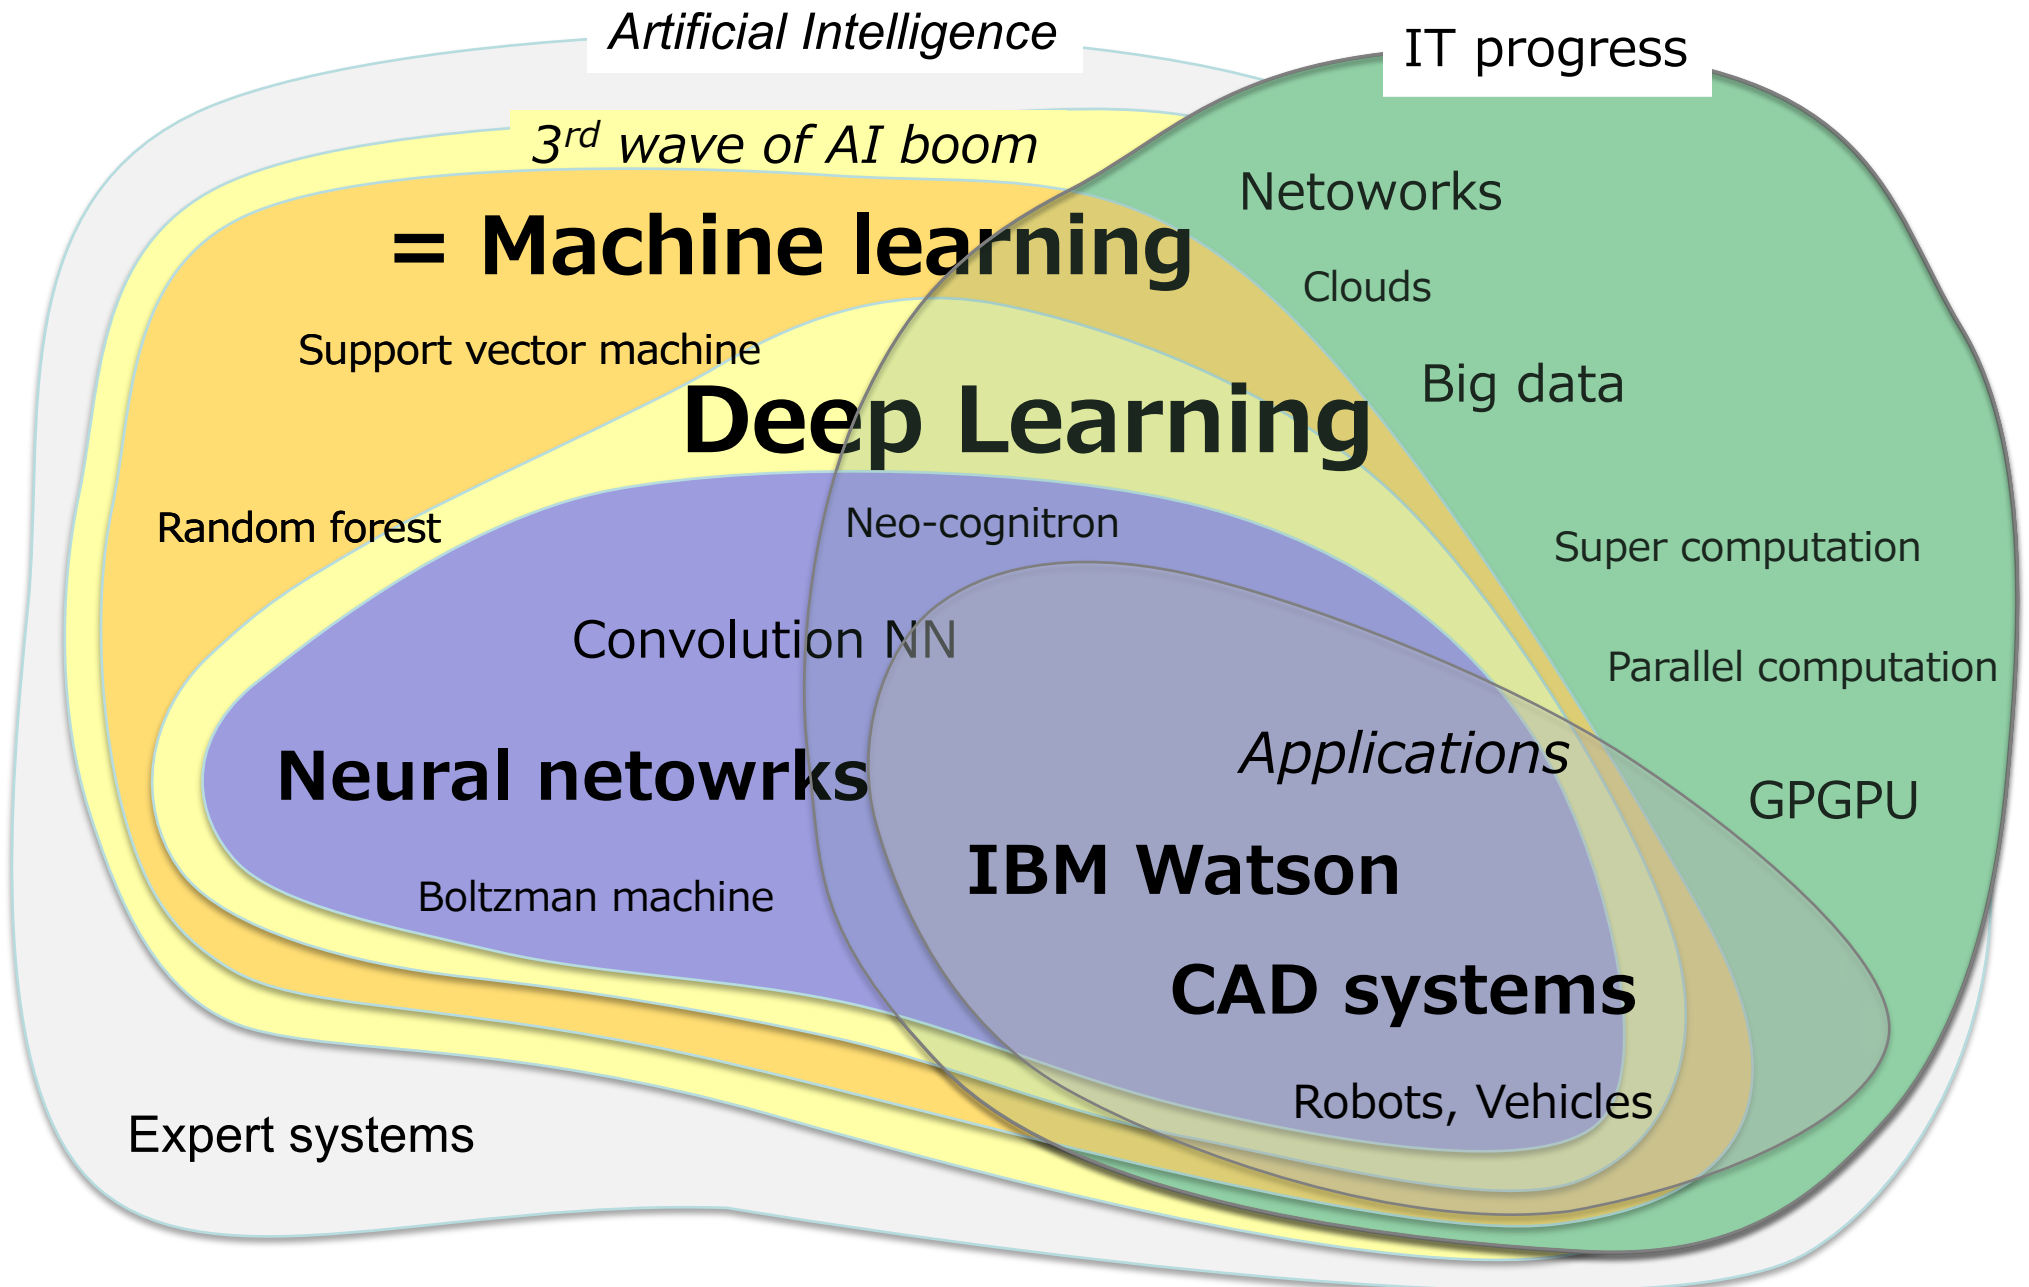 Artificial Intelligence
IT progress
3rd wave of AI boom
Netoworks
= Machine learning
Clouds
Support vector machine
Big data
Deep Learning
Random forest
Neo-cognitron
Super computation
Convolution NN
Parallel computation
Applications
Neural netowrks
GPGPU
IBM Watson
Boltzman machine
CAD systems
Robots, Vehicles
Expert systems